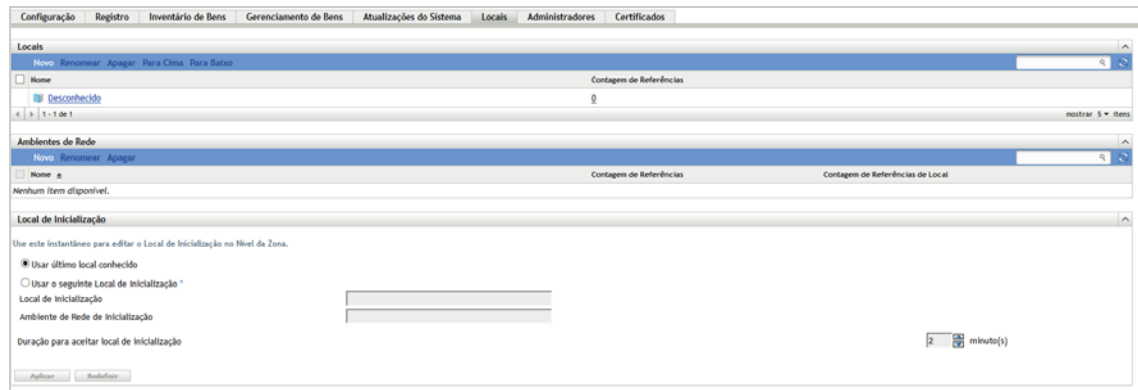 Configuração Registro Inventário de Bens Gerenciamento de Bens Atualizações do Sistema Locais Administradores Certificados
Locais
Novo Renomear Apagar Para Cima Para Baixo
Nome Contagem de Referências
Desconhecido 0
1 - 1 de 1 mostrar 5 itens
Ambientes de Rede
Novo Renomear Apagar
Nome Contagem de Referências Contagem de Referências de Local
Nenhum item disponível.
Local de Inicialização
Use este instantâneo para editar o Local de Inicialização no Nível da Zona.
Usar último local conhecido
Usar o seguinte Local de Inicialização *
Local de Inicialização
Ambiente de Rede de Inicialização
Duração para aceitar local de inicialização 2 minuto(s)
Aplicar Redefinir